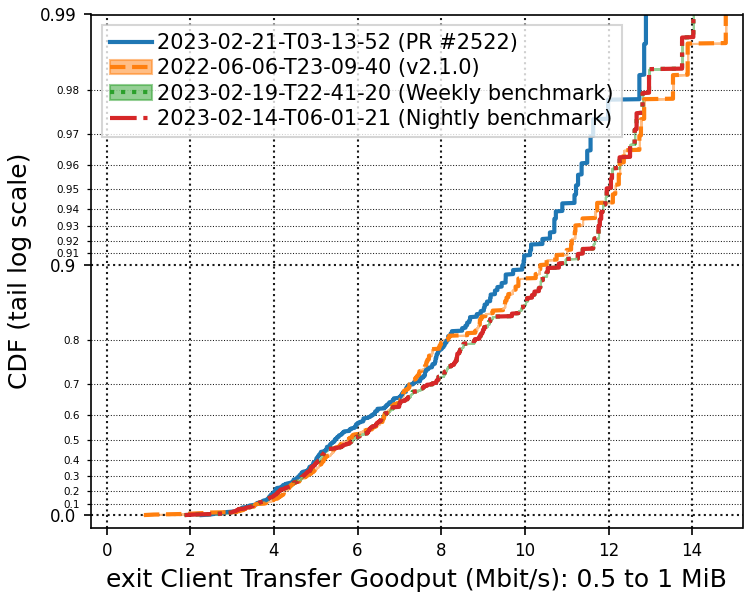 0.99
2023-02-21-T03-13-52 (PR #2522)
2022-06-06-T23-09-40 (v2.1.0)
2023-02-19-T22-41-20 (Weekly benchmark)
2023-02-14-T06-01-21 (Nightly benchmark)
0.98
0.97
0.96
0.95
0.94
0.93
0.92
0.91
0.9
0.8
0.7
0.6
0.5
0.4
0.3
0.2
0.1
0.0
CDF (tail log scale)
0 2 4 6 8 10 12 14
exit Client Transfer Goodput (Mbit/s): 0.5 to 1 MiB